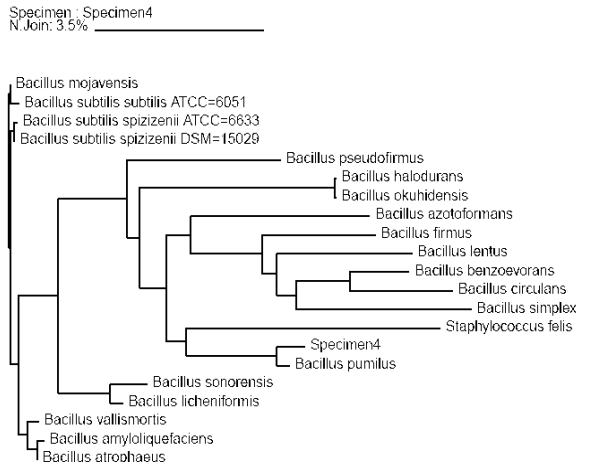 Specimen : Specimen4
N.Join: 3.5%
Bacillus mojavensis
Bacillus subtilis subtilis ATCC=6051
Bacillus subtilis spizizenii ATCC=6633
Bacillus subtilis spizizenii DSM=15029
Bacillus pseudofirmus
Bacillus halodurans
Bacillus okuhidensis
Bacillus azotoformans
Bacillus firmus
Bacillus lentus
Bacillus benzoevorans
Bacillus circulans
Bacillus simplex
Staphylococcus felis
Specimen4
Bacillus pumilus
Bacillus sonorensis
Bacillus licheniformis
Bacillus vallismortis
Bacillus amyloliquefaciens
Bacillus atrophaeus